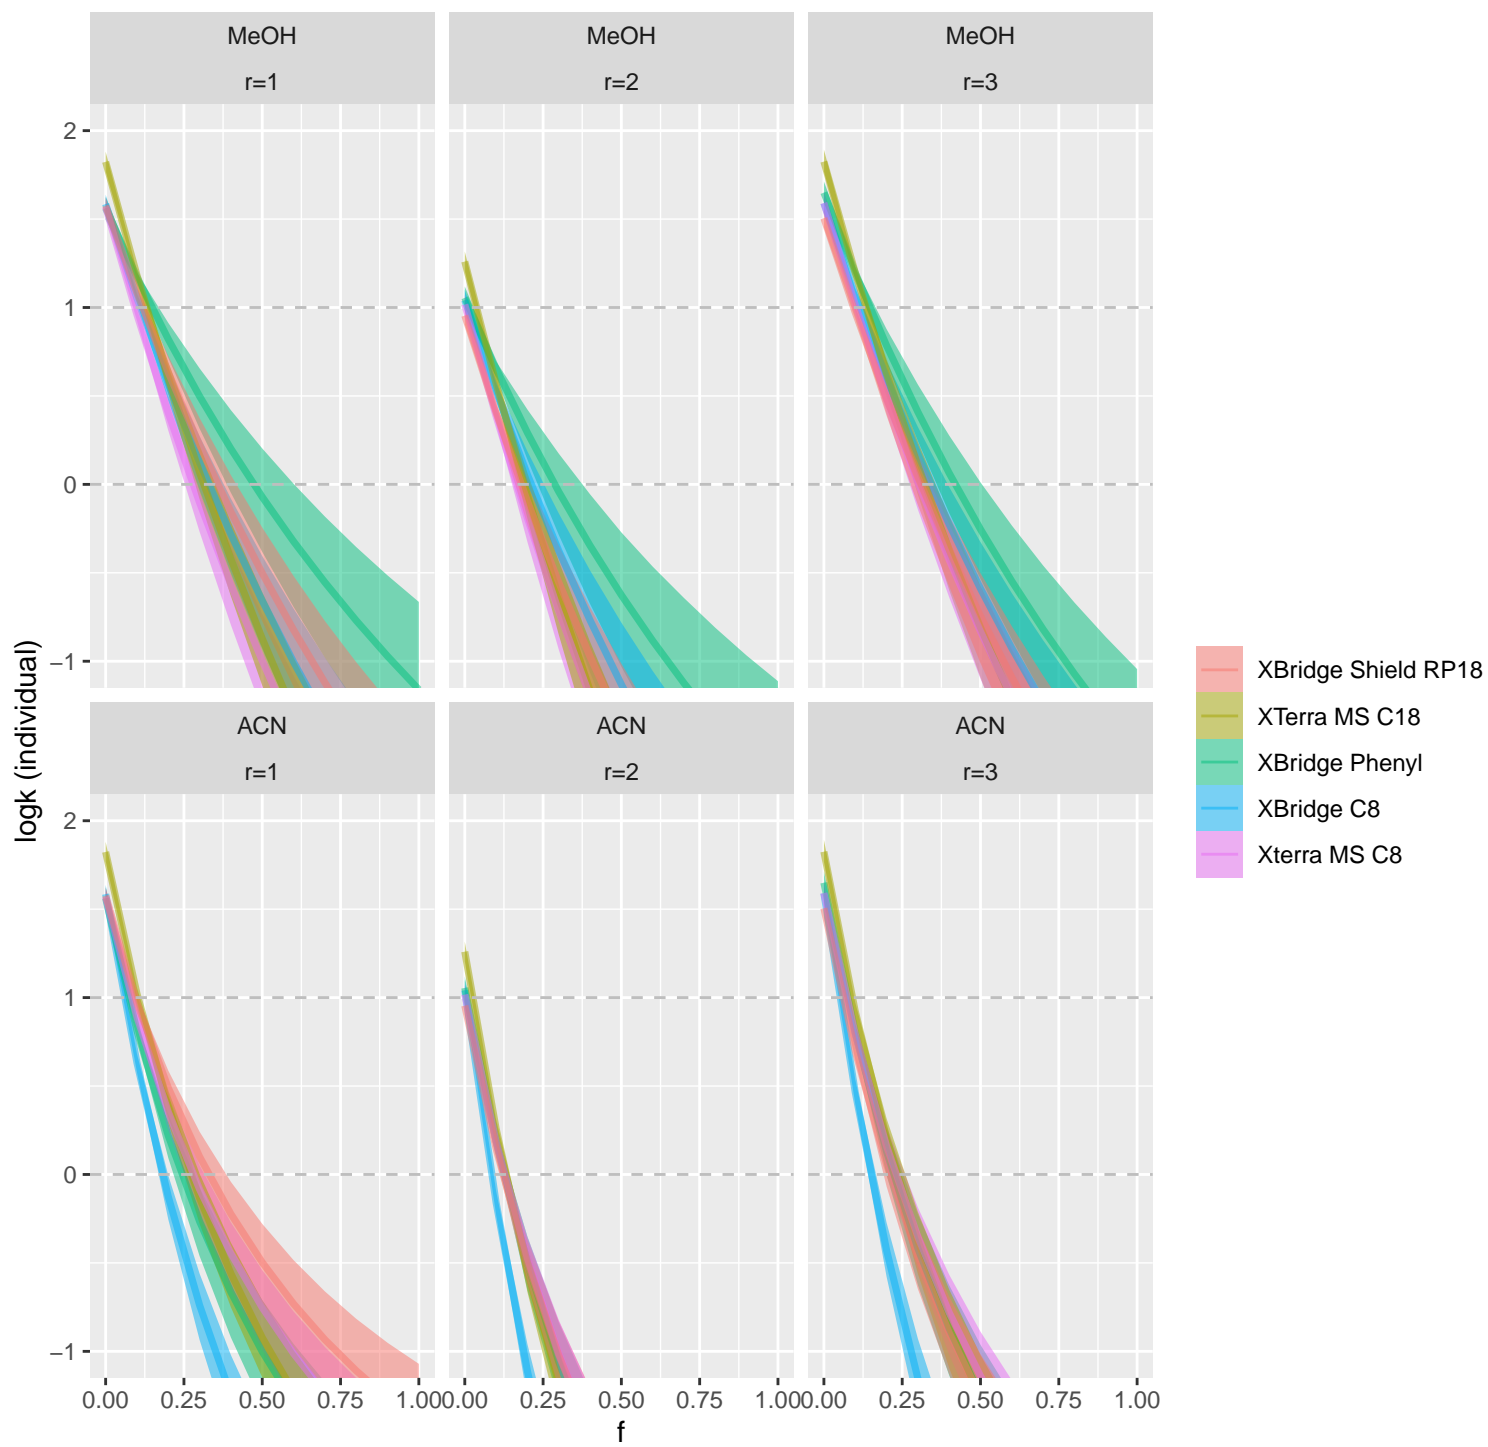 MeOH
r=1
MeOH
r=2
MeOH
r=3
2
1
0
−1
ACN
r=1
ACN
r=2
ACN
r=3
2
1
0
−1
0.00 0.25 0.50 0.75 1.00
0.00 0.25 0.50 0.75 1.00
0.00 0.25 0.50 0.75 1.00
f
logk (individual)
XBridge Shield RP18
XTerra MS C18
XBridge Phenyl
XBridge C8
Xterra MS C8